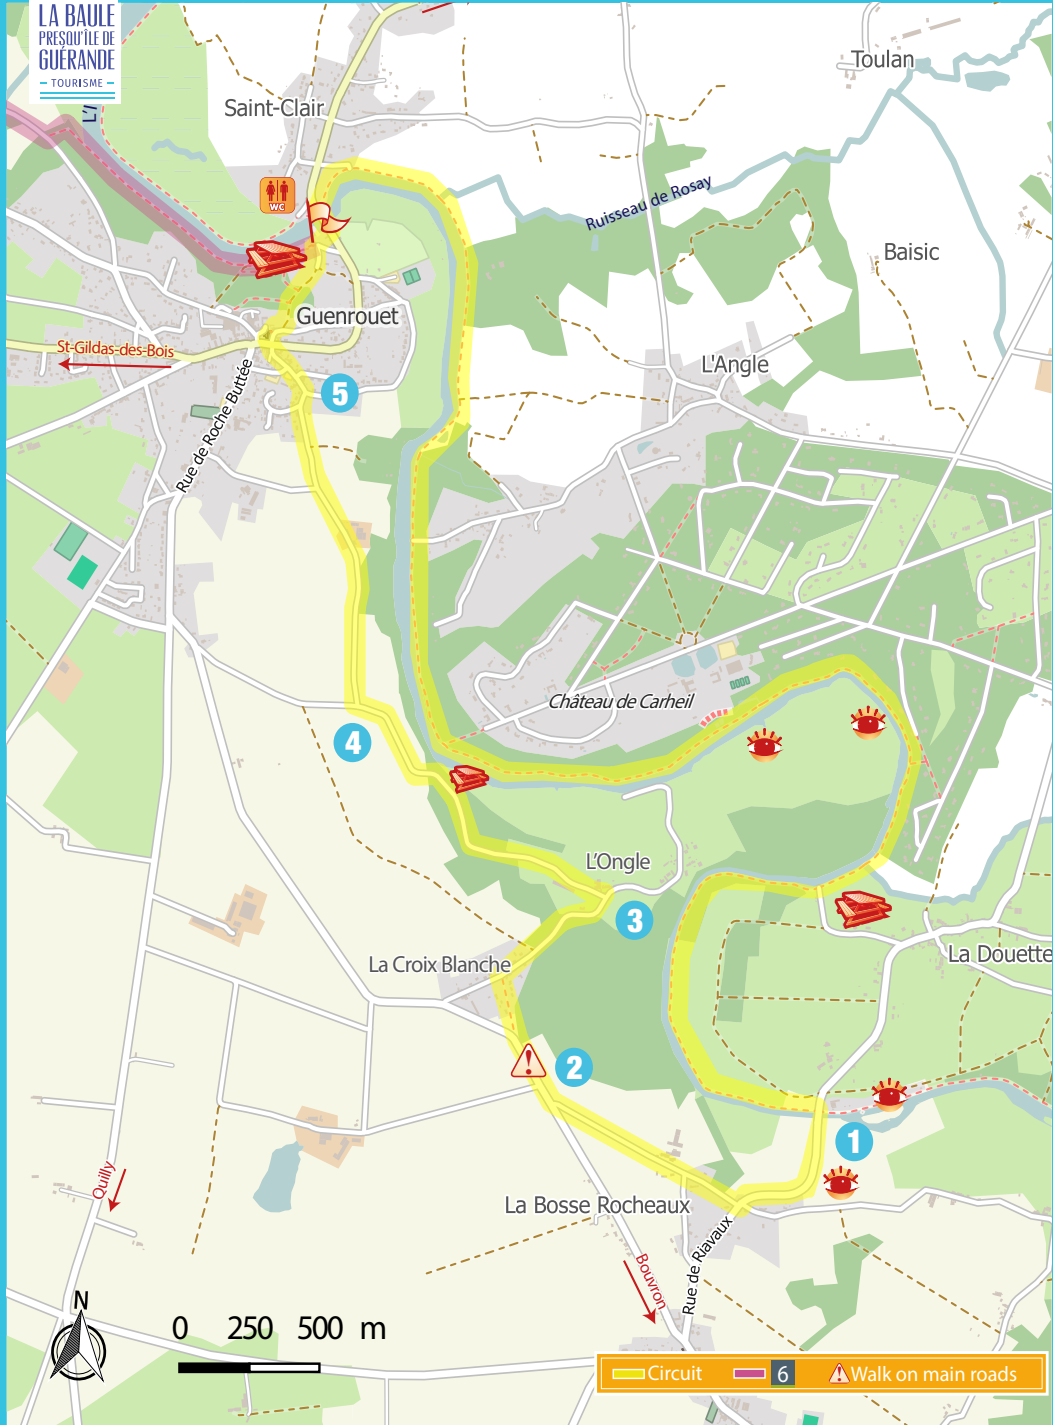 LA BAULE
PRESQU'ÎLE DE
GUÉRANDE
- TOURISME -
L'I
Toulan
Saint-Clair
WC
Ruisseau de Rosay
Baisic
Guenrouet
St-Gildas-des-Bois
L'Angle
5
Rue de Roche Buttée
Château de Carheil
4
L'Ongle
3
La Croix Blanche
La Douette
2
1
Quilly
La Bosse Rocheaux
Rue de Riavaux
Bouvron
N
0 250 500 m
Circuit
6
Walk on main roads